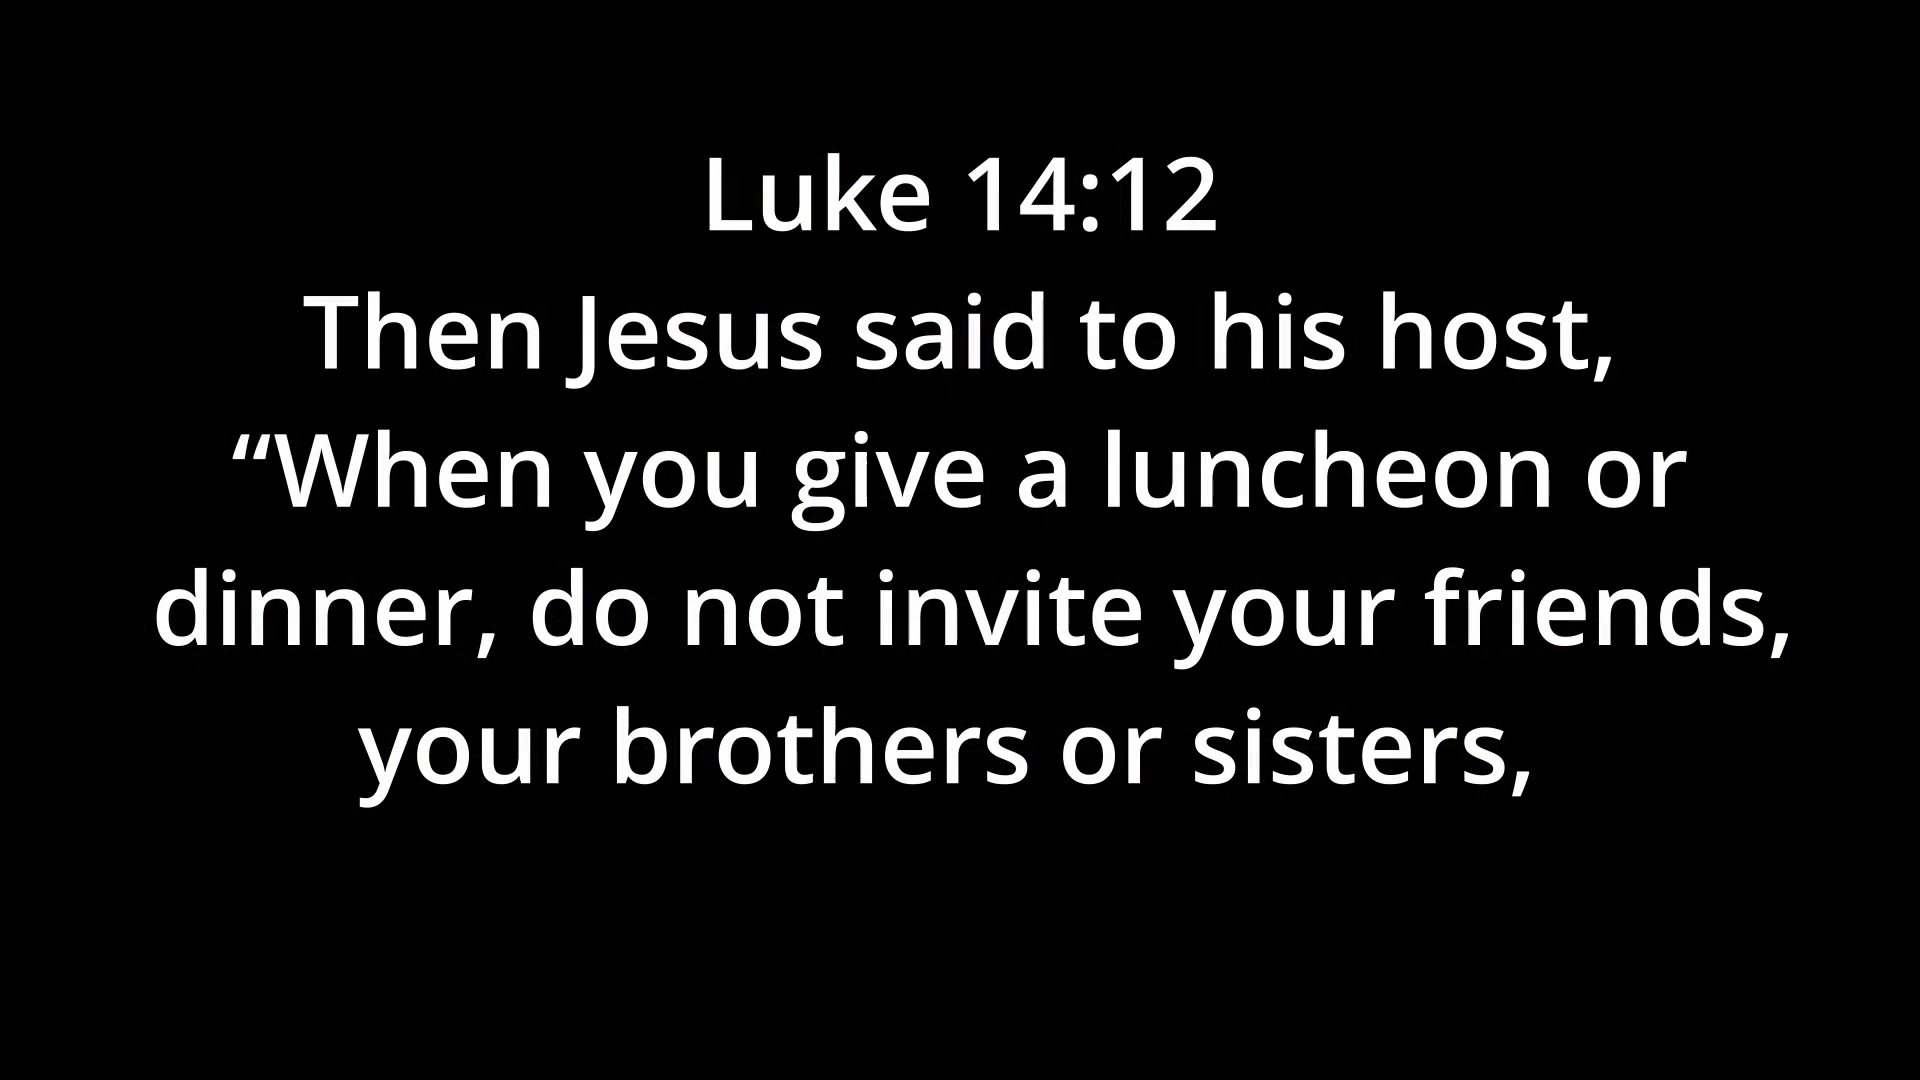 Luke 14:12
Then Jesus said to his host,
“When you give a luncheon or
dinner, do not invite your friends,
your brothers or sisters,